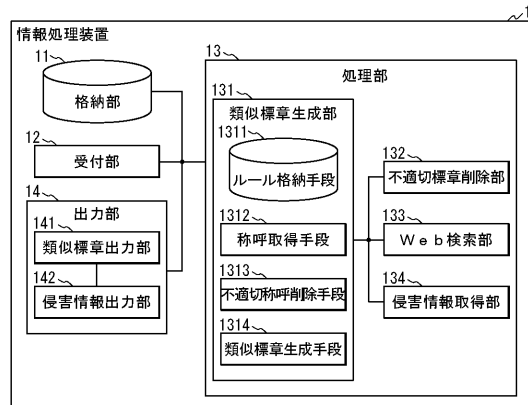 1
情報処理装置
11
格納部
12
受付部
14
出力部
141
類似標章出力部
142
侵害情報出力部
13
処理部
131
類似標章生成部
1311
ルール格納手段
1312
称呼取得手段
1313
不適切称呼削除手段
1314
類似標章生成手段
132
不適切標章削除部
133
Web検索部
134
侵害情報取得部